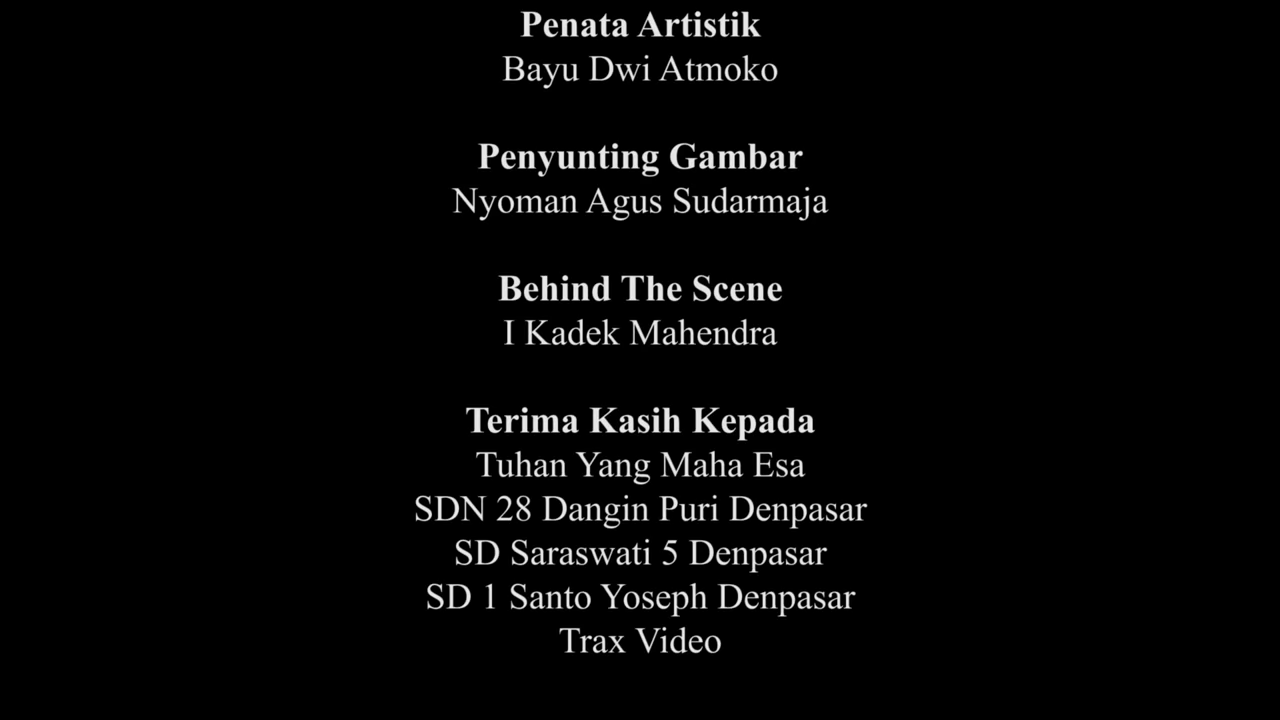 Penata Artistik
Bayu Dwi Atmoko
Penyunting Gambar
Nyoman Agus Sudarmaja
Behind The Scene
I Kadek Mahendra
Terima Kasih Kepada
Tuhan Yang Maha Esa
SDN 28 Dangin Puri Denpasar
SD Saraswati 5 Denpasar
SD 1 Santo Yoseph Denpasar
Trax Video